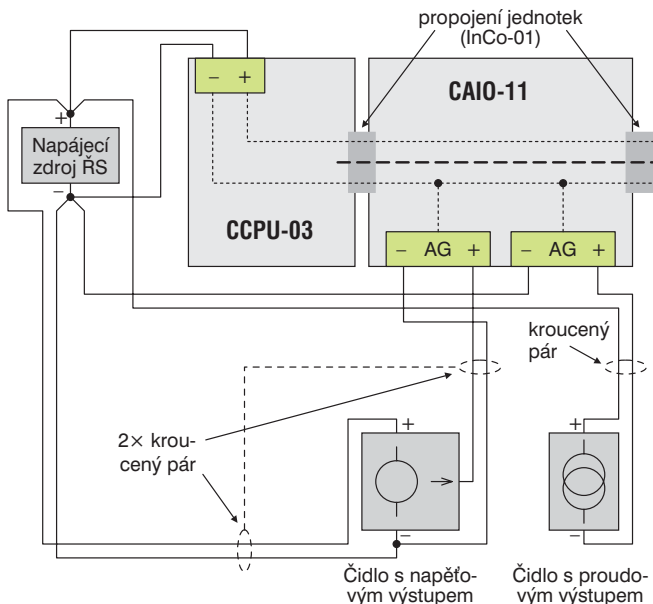 propojení jednotek
(InCo-01)
– +
CAIO-11
+
Napájecí
zdroj ŘS
–
CCPU-03
– AG +
– AG +
kroucený
pár
2× krou-
cený pár
+
–
+
–
Čidlo s napěťo-
vým výstupem
Čidlo s proudo-
vým výstupem